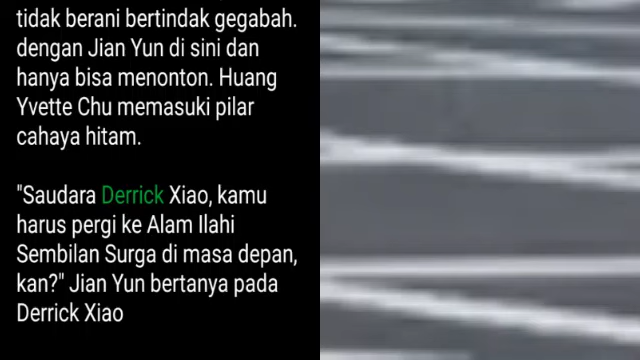 tidak berani bertindak gegabah.
dengan Jian Yun di sini dan
hanya bisa menonton. Huang
Yvette Chu memasuki pilar
cahaya hitam.
"Saudara Derrick Xiao, kamu
harus pergi ke Alam Ilahi
Sembilan Surga di masa depan,
kan?" Jian Yun bertanya pada
Derrick Xiao